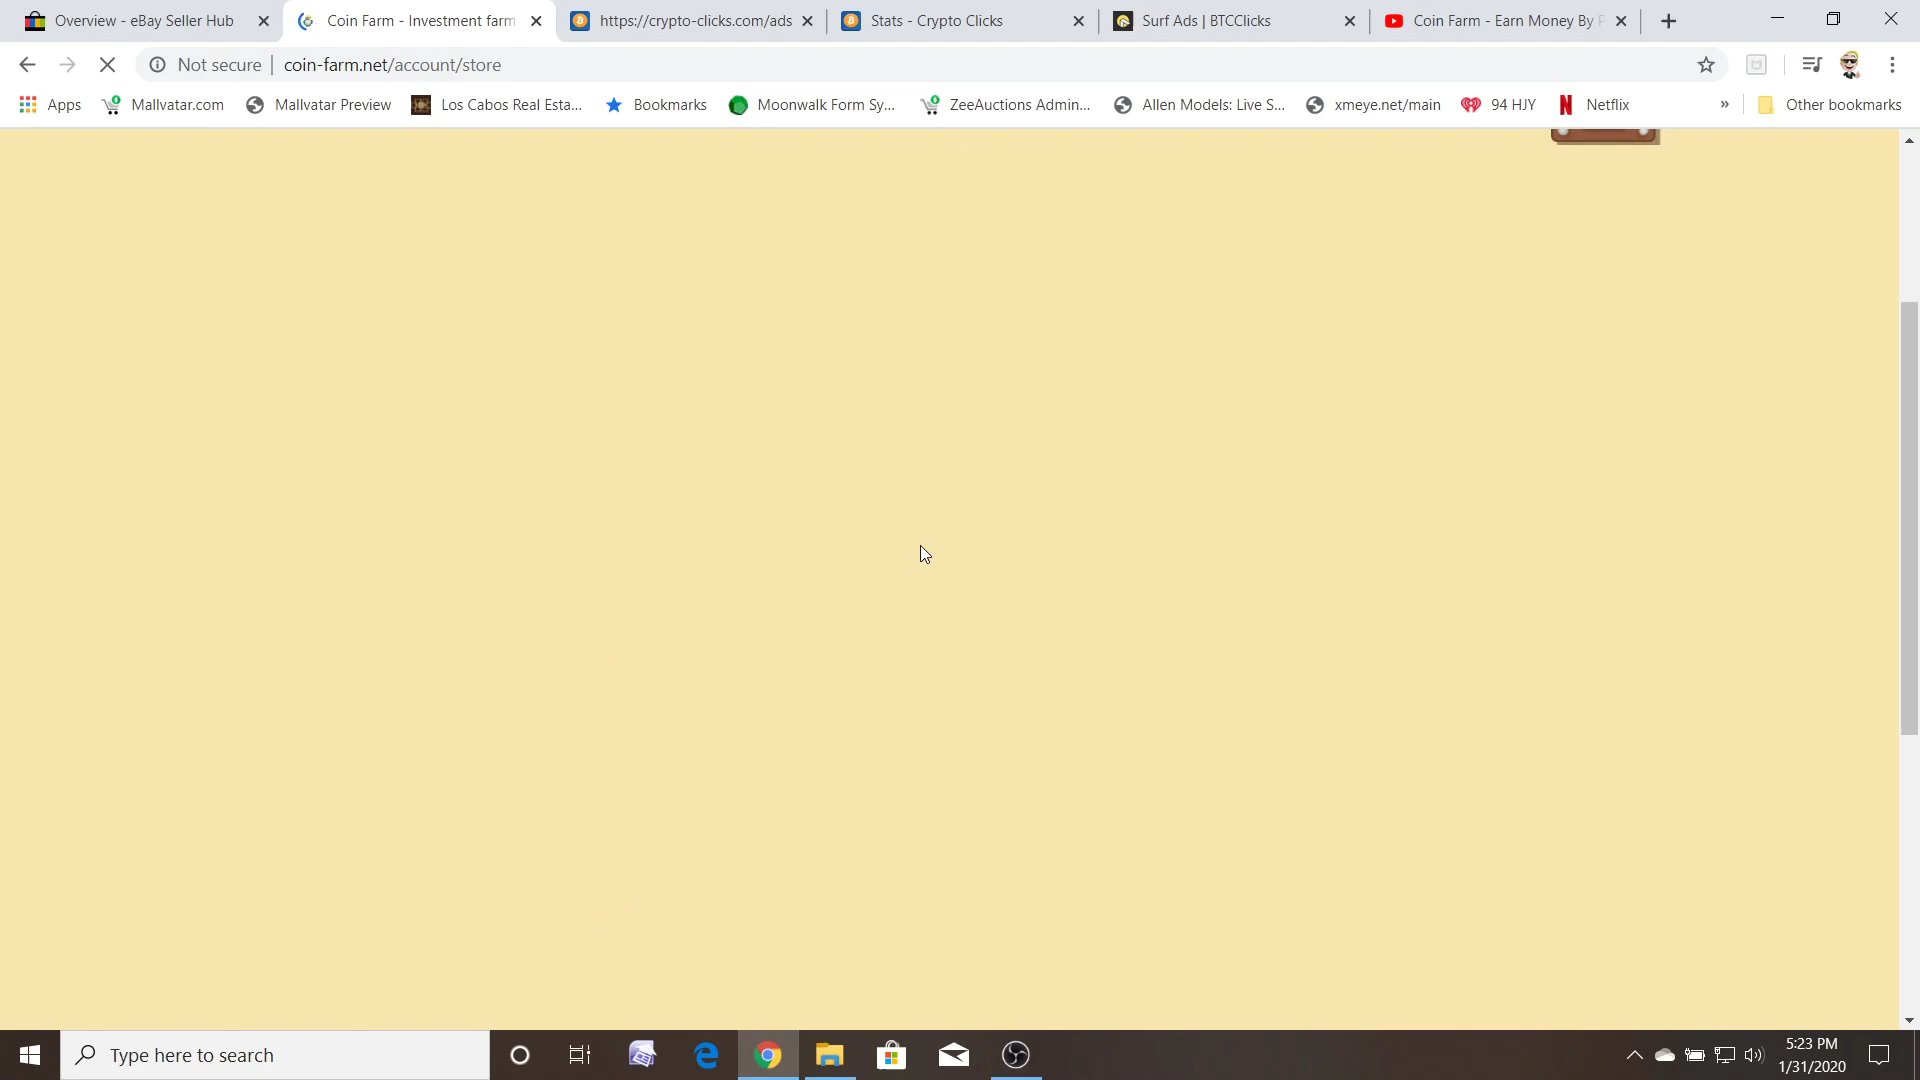 Overview - eBay Seller Hub
Coin Farm - Investment farm
https://crypto-clicks.com/ads
Stats - Crypto Clicks
Surf Ads | BTCClicks
Coin Farm - Earn Money By P
Not secure | coin-farm.net/account/store
Apps
Mallvatar.com
Mallvatar Preview
Los Cabos Real Esta...
Bookmarks
Moonwalk Form Sy...
ZeeAuctions Admin...
Allen Models: Live S...
xmeye.net/main
94 HJY
Netflix
»
Other bookmarks
Type here to search
5:23 PM
1/31/2020